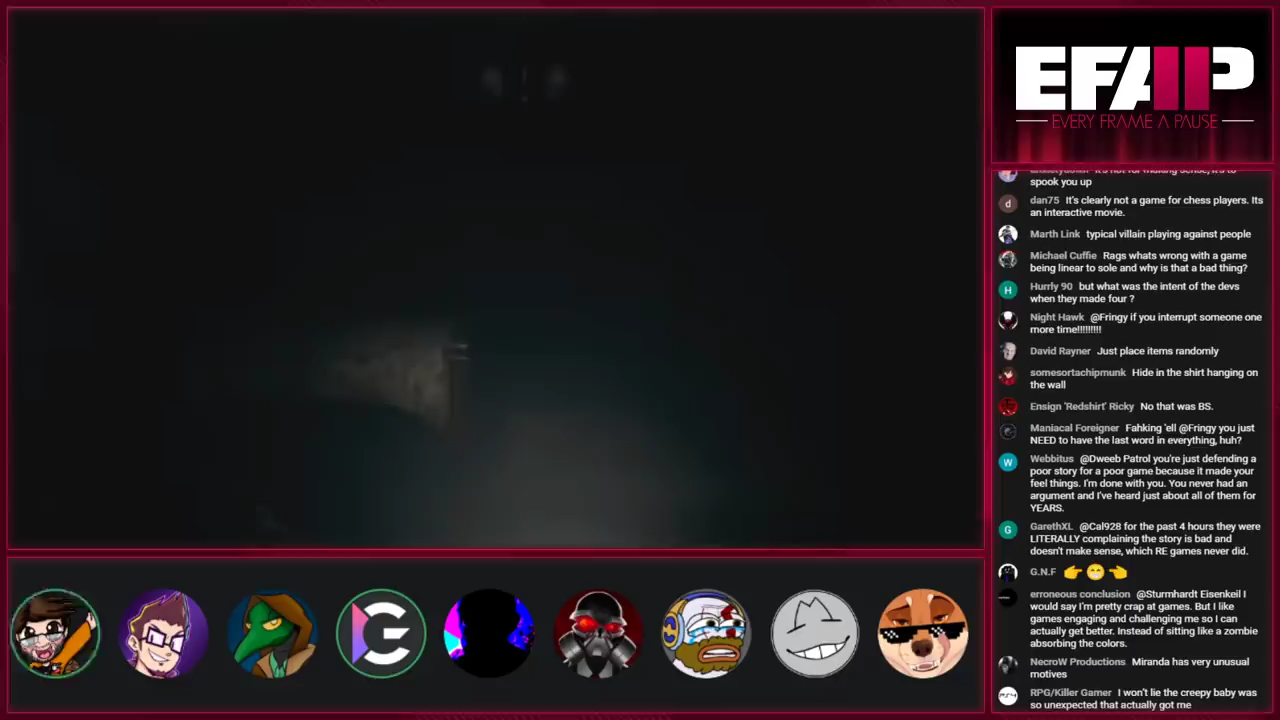 EFAP
EVERY FRAME A PAUSE
spook you up
dan75 It's clearly not a game for chess players. Its
an interactive movie.
Marth Link typical villain playing against people
Michael Cuffie Rags whats wrong with a game
being linear to sole and why is that a bad thing?
Hurrly 90 but what was the intent of the devs
when they made four ?
Night Hawk @Fringy if you interrupt someone one
more time!!!!!!!!!
David Rayner Just place items randomly
somesortachipmunk Hide in the shirt hanging on
the wall
Ensign 'Redshirt' Ricky No that was BS.
Maniacal Foreigner Fahking 'ell @Fringy you just
NEED to have the last word in everything, huh?
W Webbitus @Dweeb Patrol you're just defending a
poor story for a poor game because it made your
feel things. I'm done with you. You never had an
argument and I've heard just about all of them for
YEARS.
G GarethXL @Cal928 for the past 4 hours they were
LITERALLY complaining the story is bad and
doesn't make sense, which RE games never did.
G.N.F 👉😁👈
erroneous conclusion @Sturmhardt Eisenkeil I
would say I'm pretty crap at games. But I like
games engaging and challenging me so I can
actually get better. Instead of sitting like a zombie
absorbing the colors.
NecroW Productions Miranda has very unusual
motives
RPG/Killer Gamer I won't lie the creepy baby was
so unexpected that actually got me